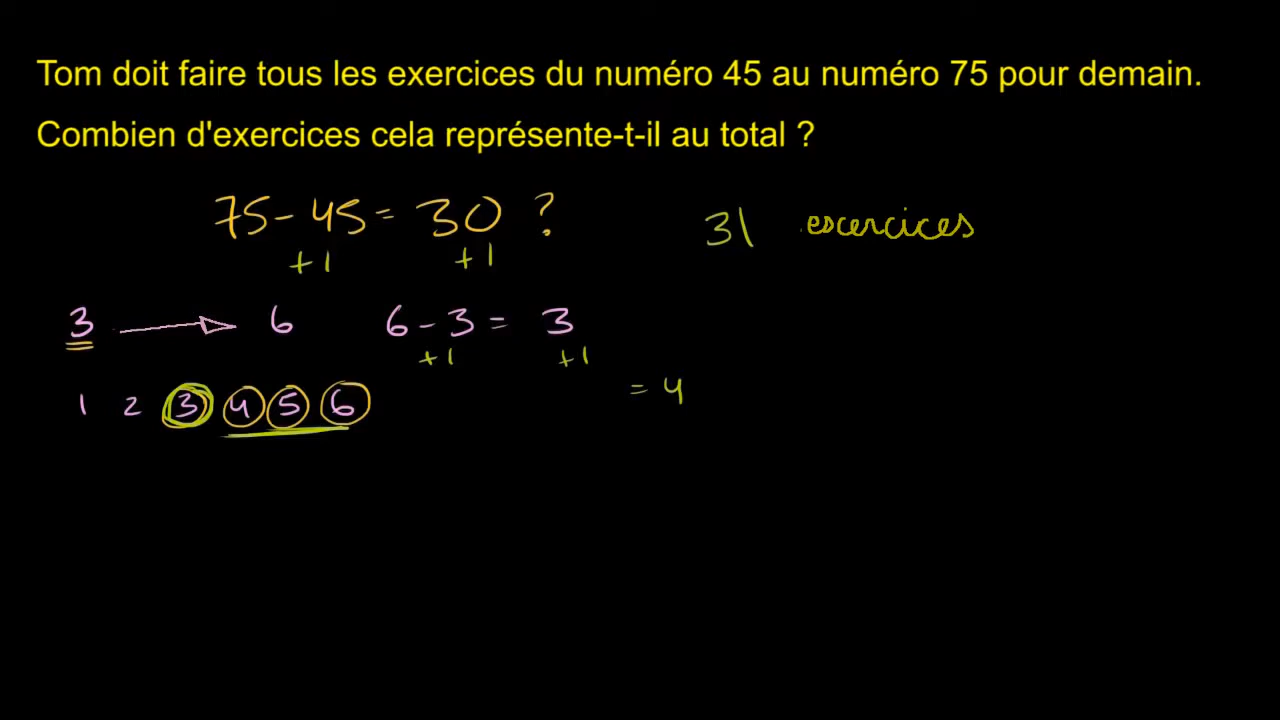 Tom doit faire tous les exercices du numéro 45 au numéro 75 pour demain.
Combien d'exercices cela représente-t-il au total ?
75 - 45 = 30 ? 31 excercices
+1 +1
3 6 6 - 3 = 3
+1 +1
= 4
1 2 3 4 5 6